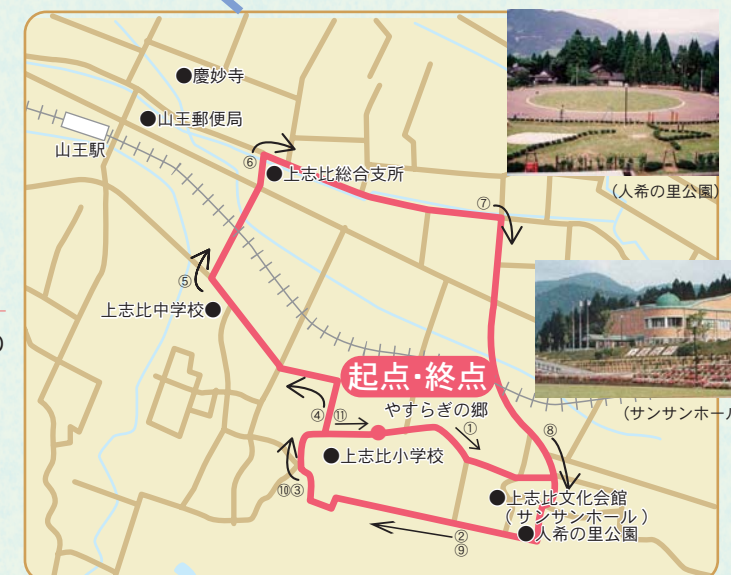 慶妙寺
山王郵便局
山王駅
(人希の里公園)
⑥
上志比総合支所
⑦
⑤
上志比中学校
起点・終点
やすらぎの郷
(サンサンホール
④
⑪
①
⑧
上志比小学校
⑩③
上志比文化会館
(サンサンホール)
人希の里公園
②
⑨